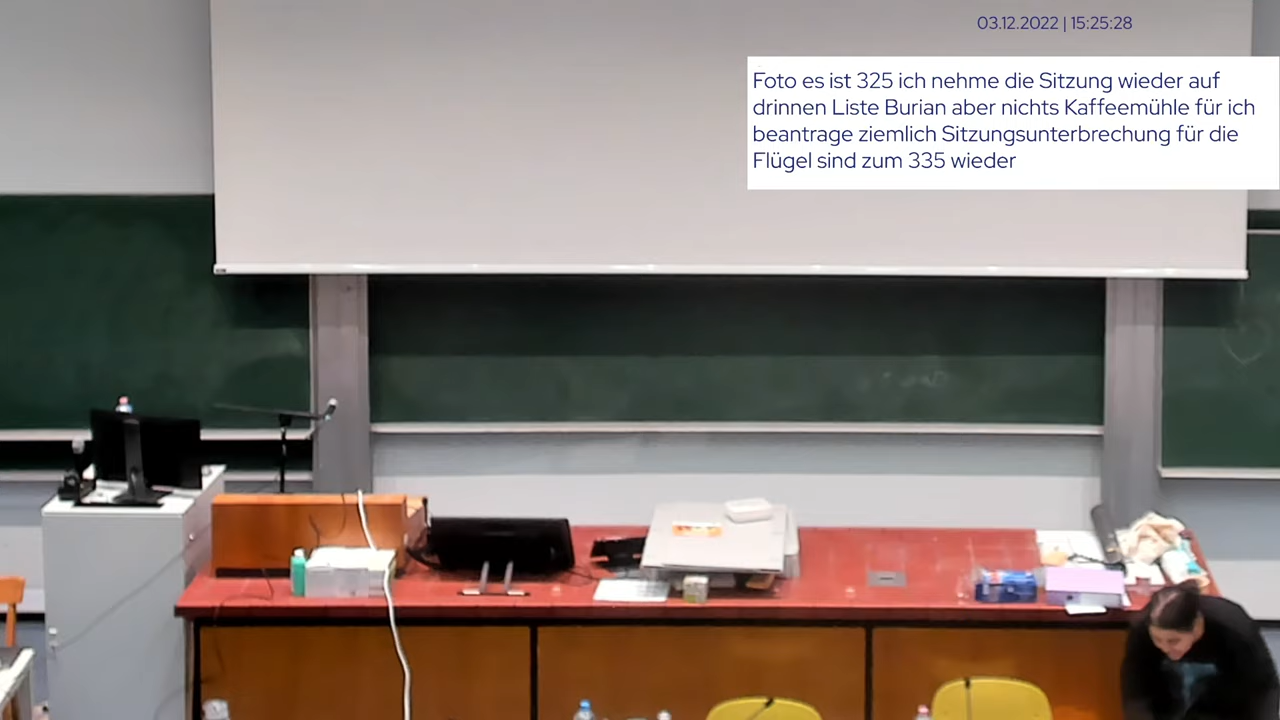 03.12.2022 | 15:25:28
Foto es ist 325 ich nehme die Sitzung wieder auf
drinnen Liste Burian aber nichts Kaffeemühle für ich
beantrage ziemlich Sitzungsunterbrechung für die
Flügel sind zum 335 wieder